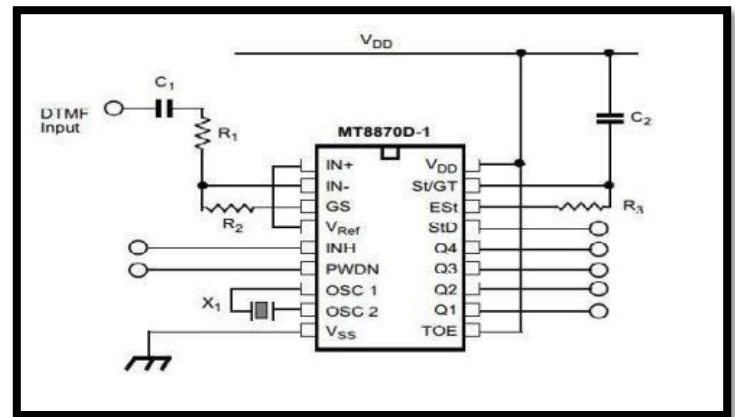 V_DD
C1
DTMF
Input
R1
C2
MT8870D-1
IN+
IN-
GS
VRef
INH
PWDN
OSC 1
OSC 2
VSS
VDD
St/GT
ESt
StD
Q4
Q3
Q2
Q1
TOE
R2
R3
X1